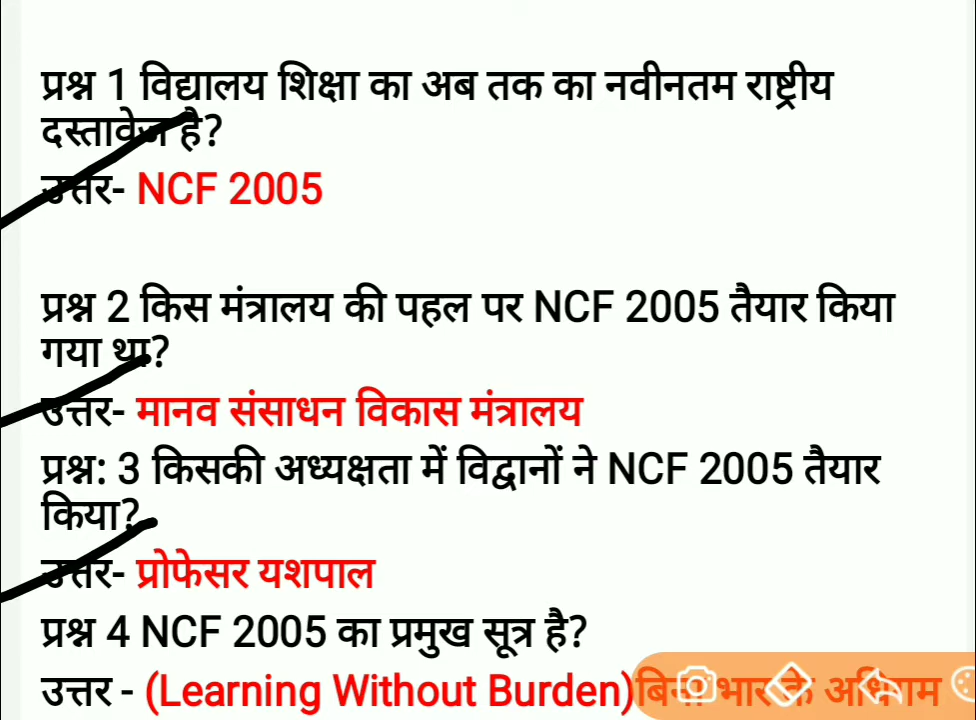 प्रश्न 1 विद्यालय शिक्षा का अब तक का नवीनतम राष्ट्रीय
दस्तावेज है?
उत्तर- NCF 2005
प्रश्न 2 किस मंत्रालय की पहल पर NCF 2005 तैयार किया
गया था?
उत्तर- मानव संसाधन विकास मंत्रालय
प्रश्न: 3 किसकी अध्यक्षता में विद्वानों ने NCF 2005 तैयार
किया?
उत्तर- प्रोफेसर यशपाल
प्रश्न 4 NCF 2005 का प्रमुख सूत्र है?
उत्तर - (Learning Without Burden)बिना भार के अधिगम